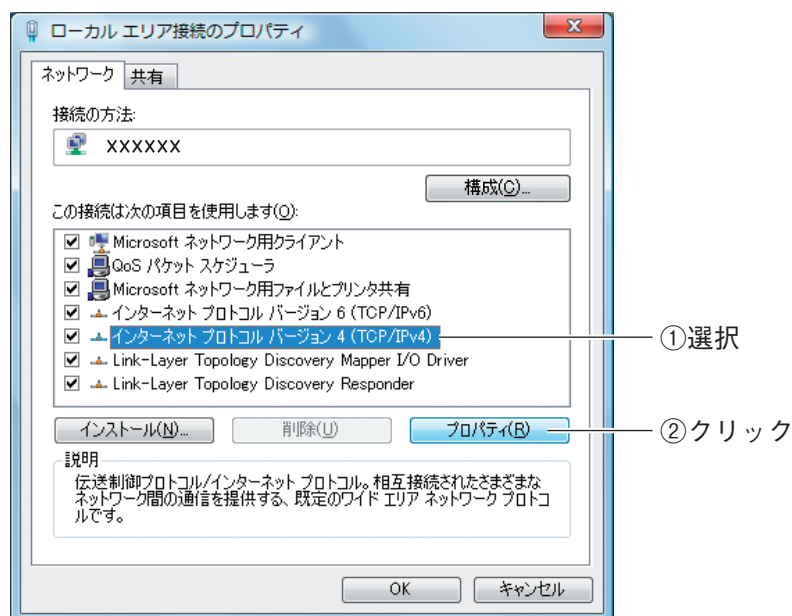 ローカル エリア接続のプロパティ
ネットワーク 共有
接続の方法:
XXXXXX
構成(C)...
この接続は次の項目を使用します(O):
Microsoft ネットワーク用クライアント
QoS パケット スケジューラ
Microsoft ネットワーク用ファイルとプリンタ共有
インターネット プロトコル バージョン 6 (TCP/IPv6)
インターネット プロトコル バージョン 4 (TCP/IPv4)
①選択
Link-Layer Topology Discovery Mapper I/O Driver
Link-Layer Topology Discovery Responder
インストール(N)... 削除(U) プロパティ(R)
②クリック
説明
伝送制御プロトコル/インターネット プロトコル。相互接続されたさまざまな
ネットワーク間の通信を提供する、既定のワイド エリア ネットワーク プロトコ
ルです。
OK キャンセル